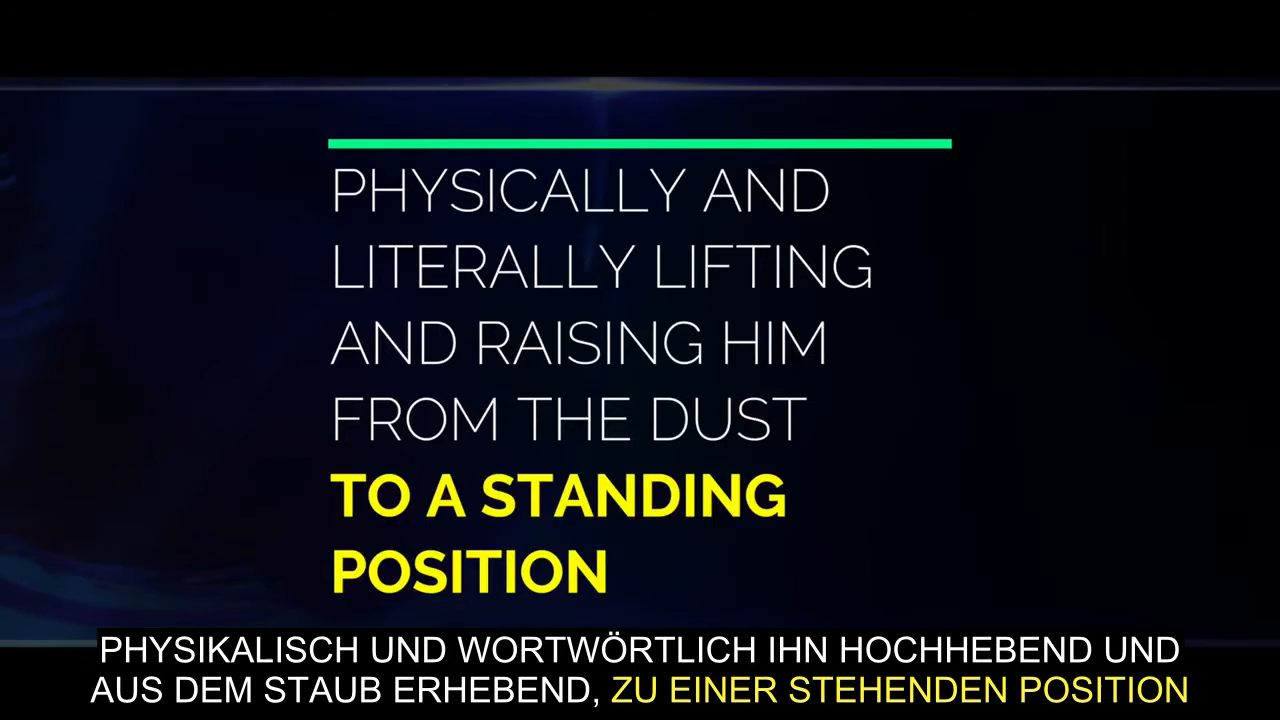 PHYSICALLY AND
LITERALLY LIFTING
AND RAISING HIM
FROM THE DUST
TO A STANDING
POSITION
PHYSIKALISCH UND WORTWÖRTLICH IHN HOCHHEBEND UND
AUS DEM STAUB ERHEBEND, ZU EINER STEHENDEN POSITION